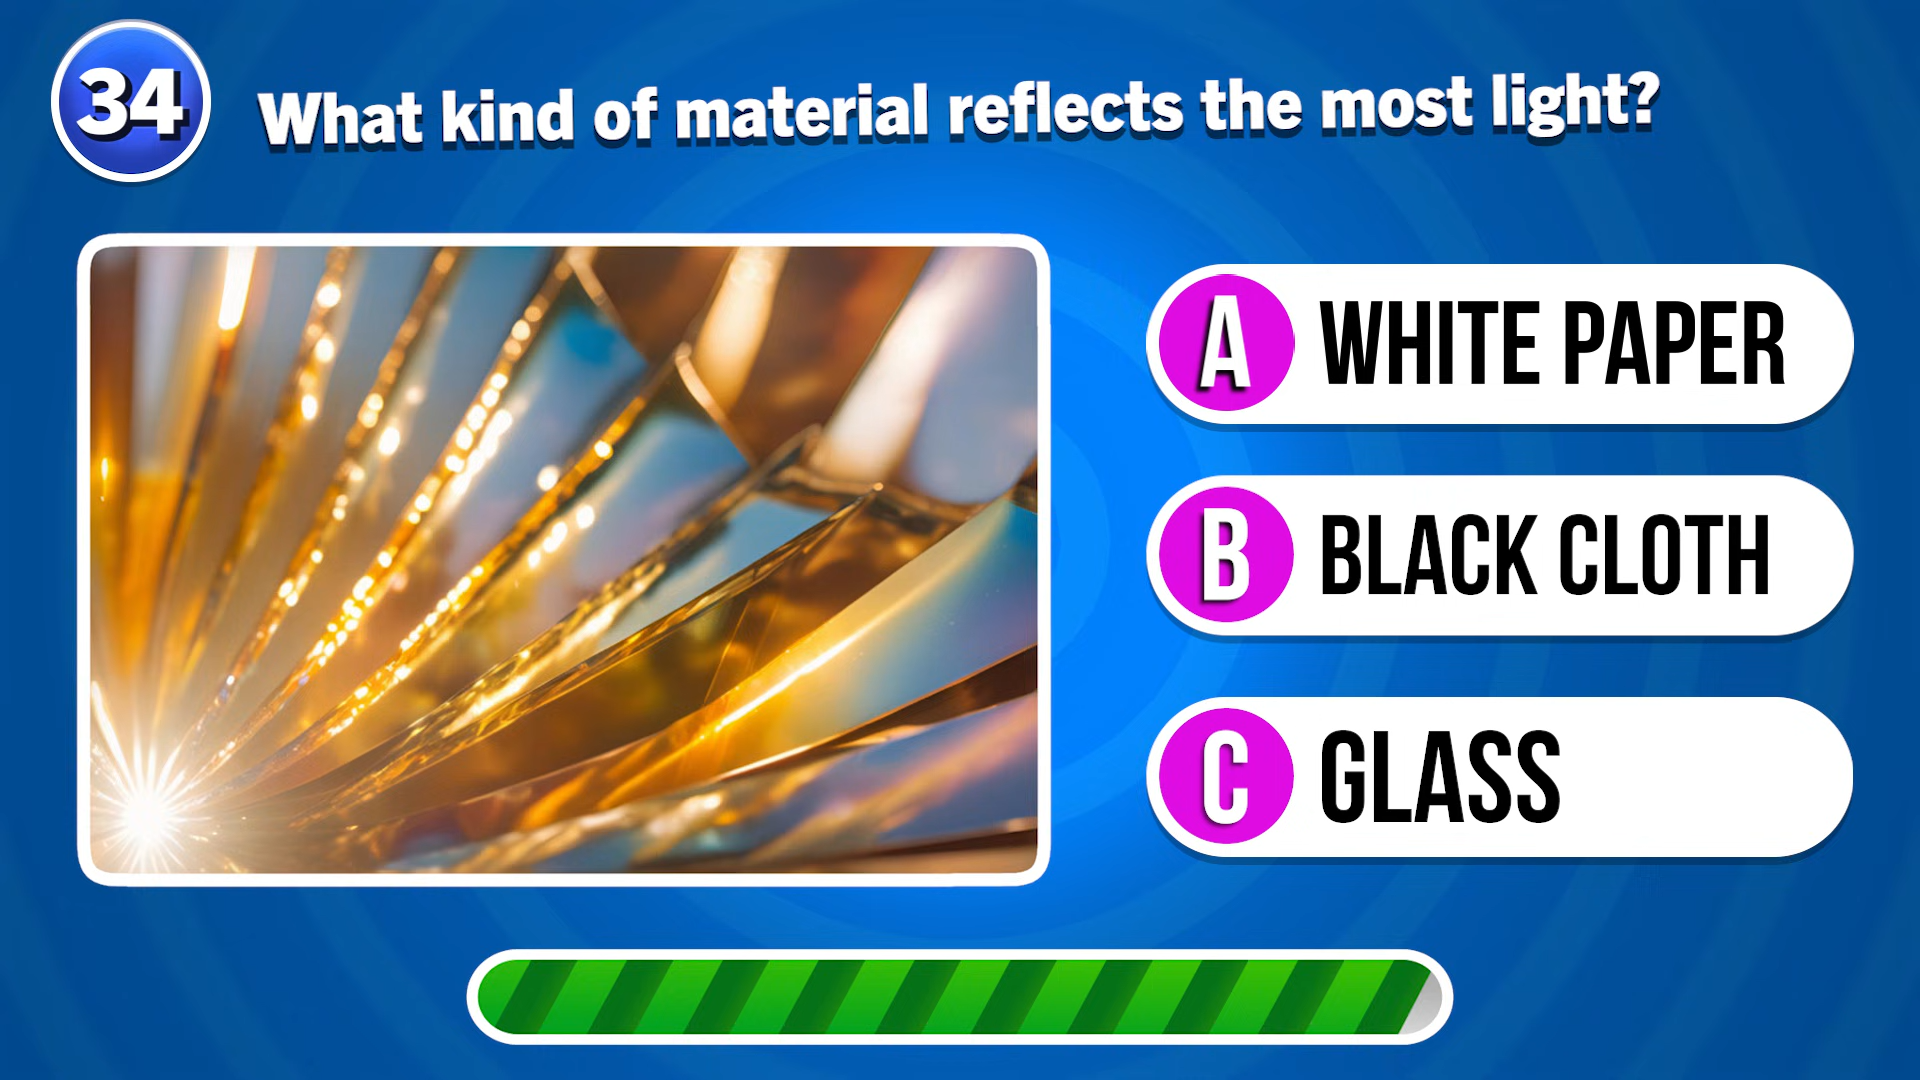 34
What kind of material reflects the most light?
A WHITE PAPER
B BLACK CLOTH
C GLASS